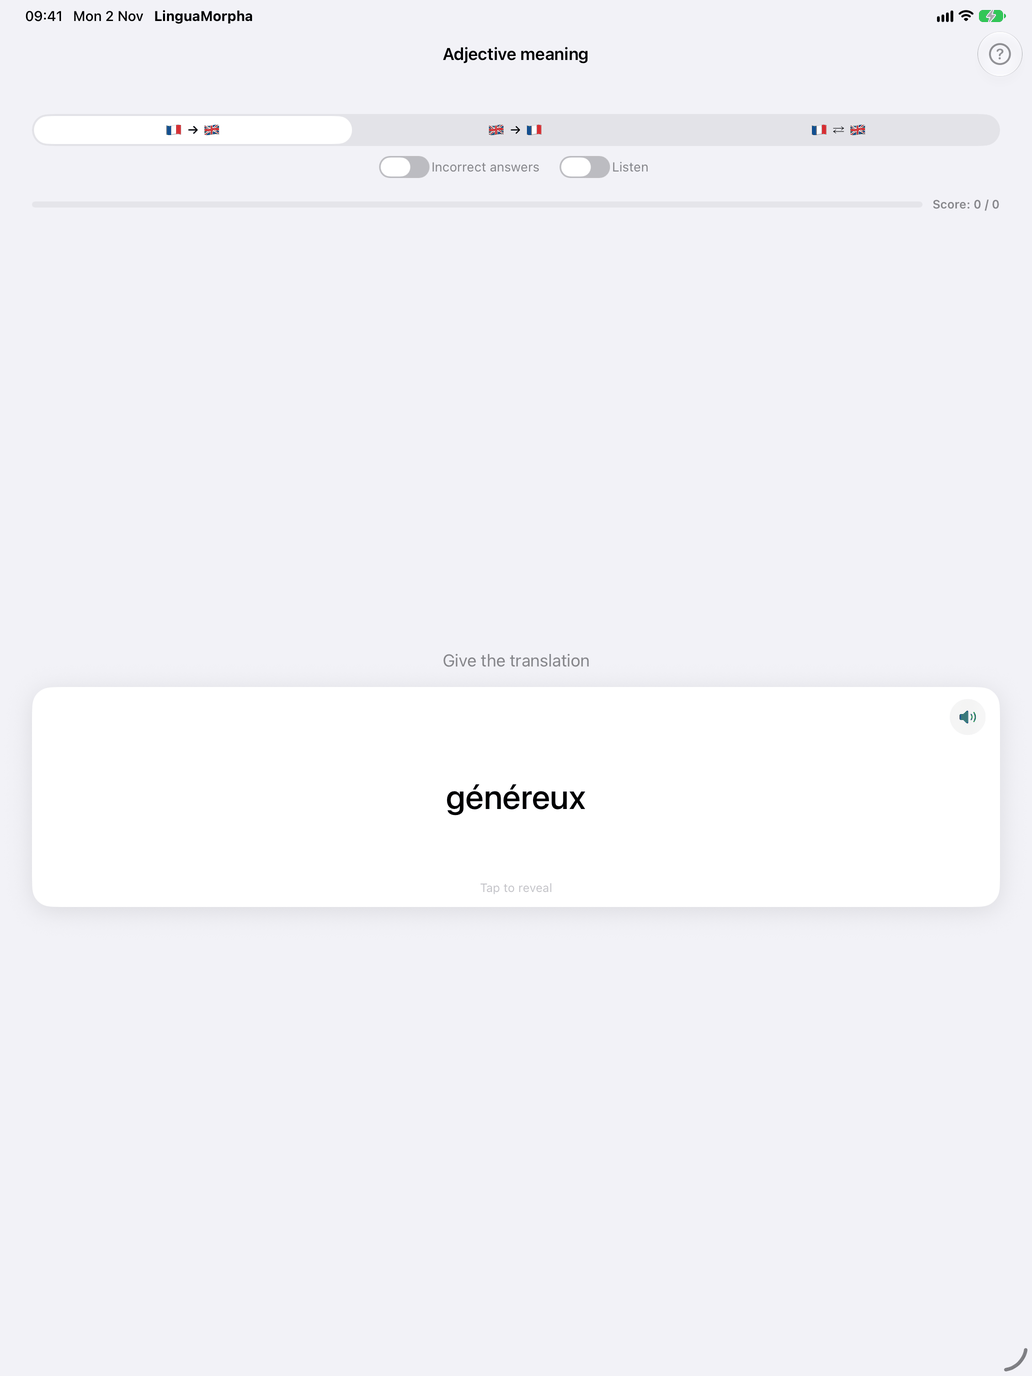 09:41 Mon 2 Nov LinguaMorpha
Adjective meaning
?
🇫🇷 → 🇬🇧
🇬🇧 → 🇫🇷
🇫🇷 ⇄ 🇬🇧
Incorrect answers
Listen
Score: 0 / 0
Give the translation
généreux
Tap to reveal